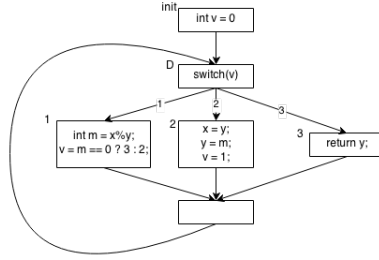 init
int v = 0
D
switch(v)
1
2
3
1
int m = x%y;
v = m == 0 ? 3 : 2;
2
x = y;
y = m;
v = 1;
3
return y;